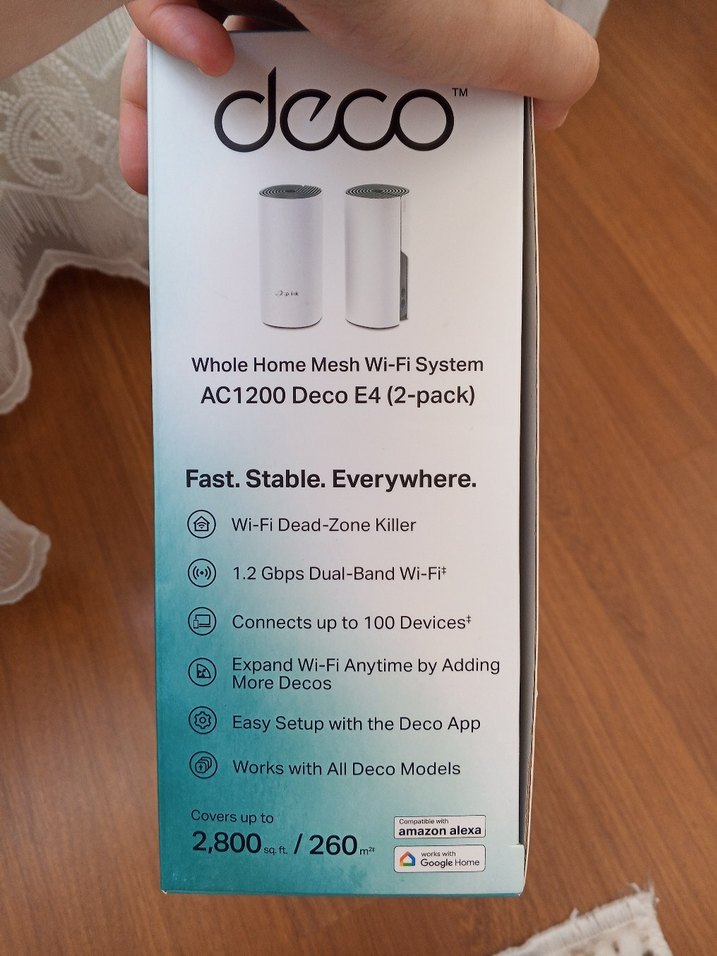 deco™
tp-link
Whole Home Mesh Wi-Fi System
AC1200 Deco E4 (2-pack)
Fast. Stable. Everywhere.
Wi-Fi Dead-Zone Killer
1.2 Gbps Dual-Band Wi-Fi‡
Connects up to 100 Devices‡
Expand Wi-Fi Anytime by Adding
More Decos
Easy Setup with the Deco App
Works with All Deco Models
Covers up to
2,800 sq. ft. / 260 m²‡
Compatible with
amazon alexa
works with
Google Home